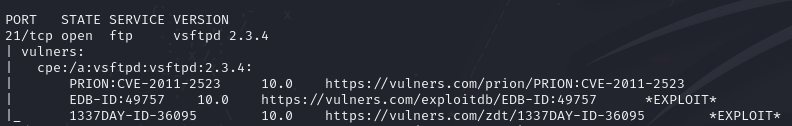 PORT   STATE SERVICE VERSION
21/tcp open  ftp     vsftpd 2.3.4
| vulners:
|   cpe:/a:vsftpd:vsftpd:2.3.4:
|       PRION:CVE-2011-2523     10.0    https://vulners.com/prion/PRION:CVE-2011-2523
|       EDB-ID:49757    10.0    https://vulners.com/exploitdb/EDB-ID:49757      *EXPLOIT*
|_      1337DAY-ID-36095        10.0    https://vulners.com/zdt/1337DAY-ID-36095        *EXPLOIT*